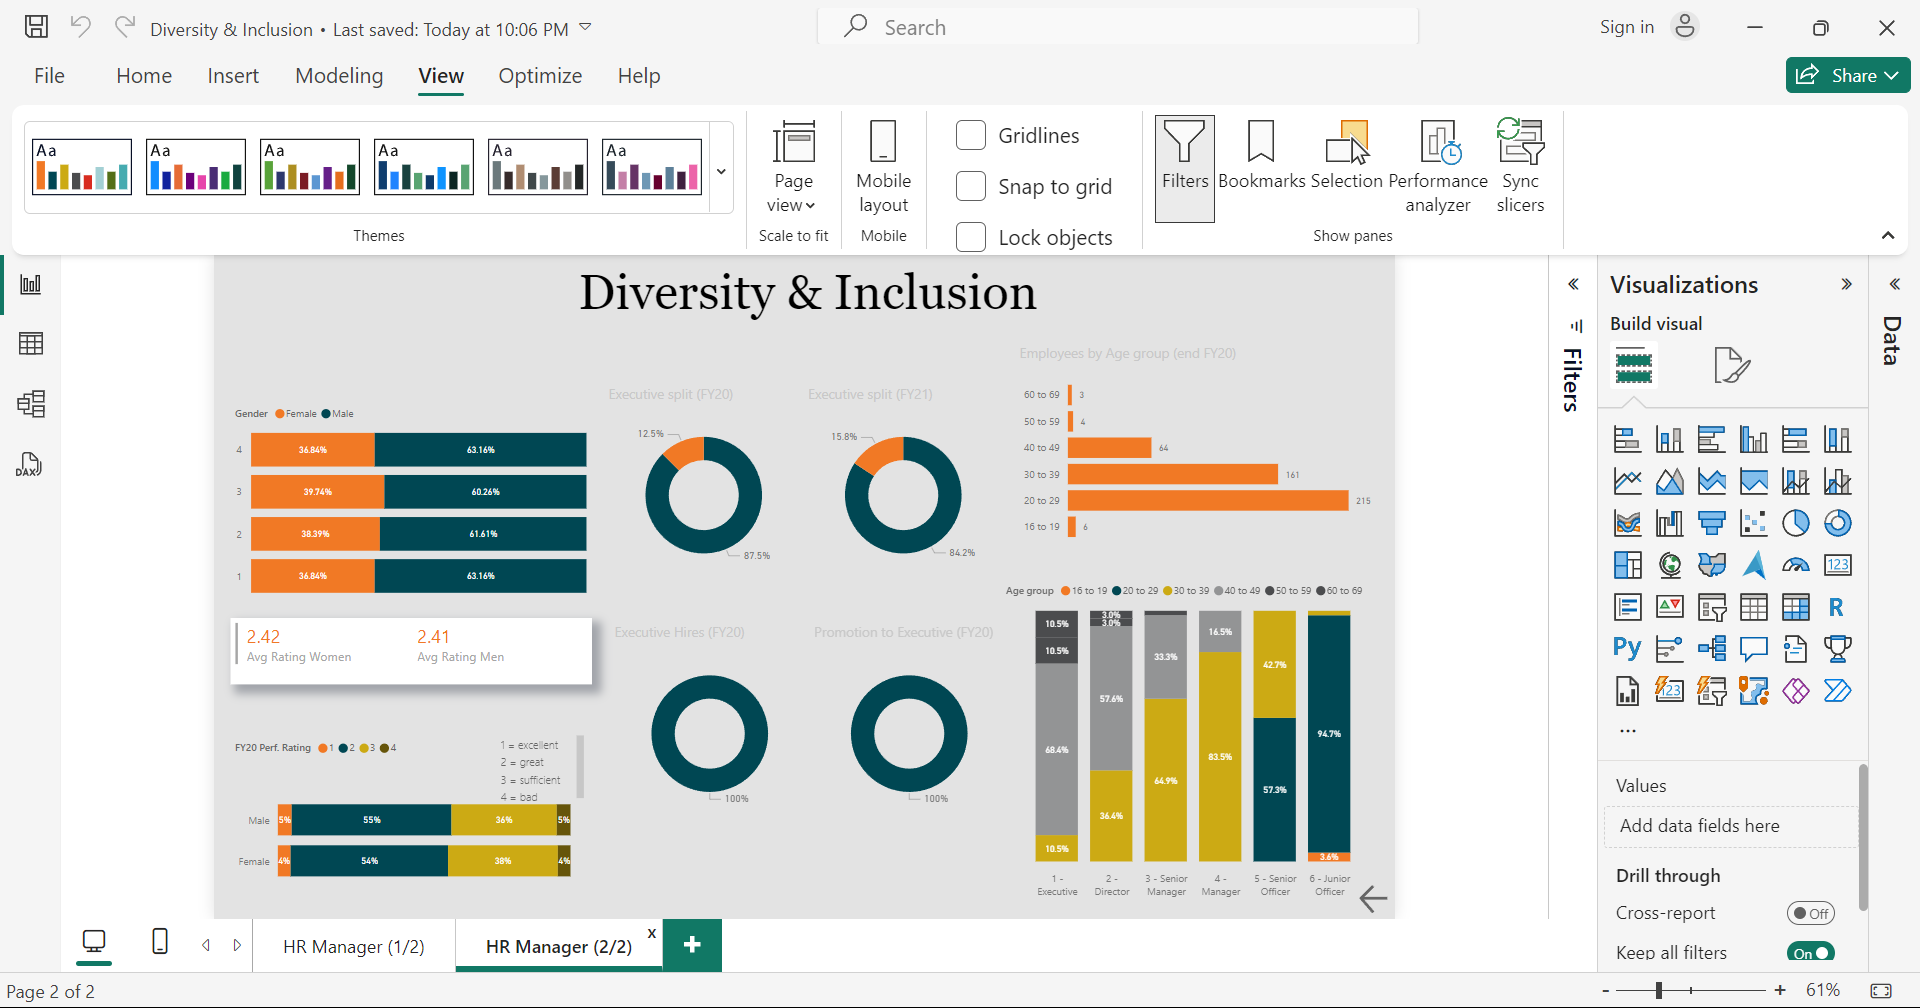 Diversity & Inclusion • Last saved: Today at 10:06 PM
Search
Sign in
File Home Insert Modeling View Optimize Help
Share
Aa Aa Aa Aa Aa Aa
Themes
Page view
Scale to fit
Mobile layout
Mobile
Gridlines
Snap to grid
Lock objects
Filters
Bookmarks
Selection
Performance analyzer
Sync slicers
Show panes
DAX
Diversity & Inclusion
Gender Female Male
4 36.84% 63.16%
3 39.74% 60.26%
2 38.39% 61.61%
1 36.84% 63.16%
2.42 2.41
Avg Rating Women Avg Rating Men
FY20 Perf. Rating 1 2 3 4
1 = excellent
2 = great
3 = sufficient
4 = bad
Male 5% 55% 36% 5%
Female 4% 54% 38% 4%
Executive split (FY20)
12.5%
87.5%
Executive split (FY21)
15.8%
84.2%
Executive Hires (FY20)
100%
Promotion to Executive (FY20)
100%
Employees by Age group (end FY20)
60 to 69 3
50 to 59 4
40 to 49 64
30 to 39 161
20 to 29 215
16 to 19 6
Age group 16 to 19 20 to 29 30 to 39 40 to 49 50 to 59 60 to 69
10.5%
10.5%
68.4%
10.5%
1 -
Executive
3.0%
3.0%
57.6%
36.4%
2 -
Director
33.3%
64.9%
3 - Senior
Manager
16.5%
83.5%
4 -
Manager
42.7%
57.3%
5 - Senior
Officer
94.7%
3.6%
6 - Junior
Officer
Filters
Visualizations
Build visual
123
R
Py
123
...
Values
Add data fields here
Drill through
Cross-report Off
Keep all filters On
Data
HR Manager (1/2)
HR Manager (2/2)
x
+
Page 2 of 2
- + 61%